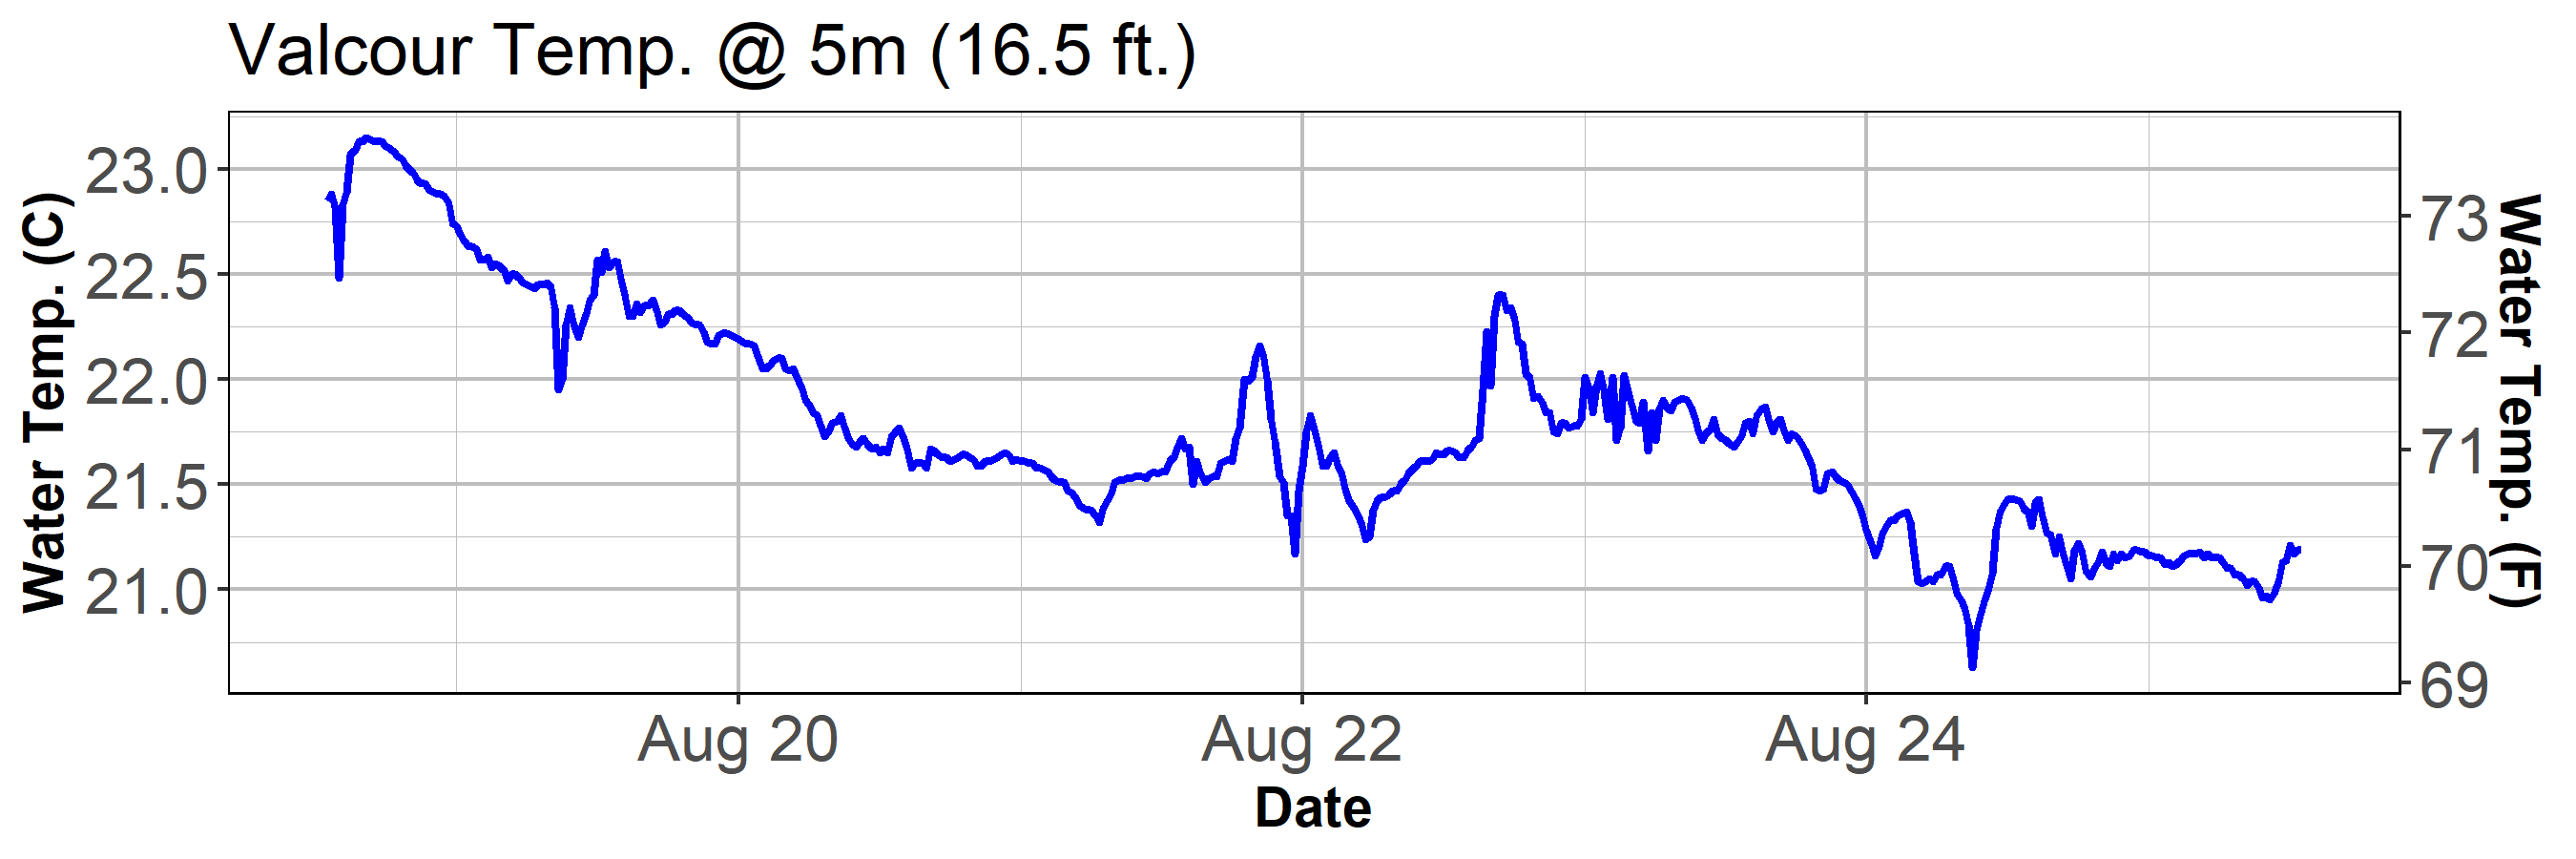 Valcour Temp. @ 5m (16.5 ft.)
Water Temp. (C)
23.0
22.5
22.0
21.5
21.0
73
72
71
70
69
Water Temp. (F)
Aug 20
Aug 22
Aug 24
Date